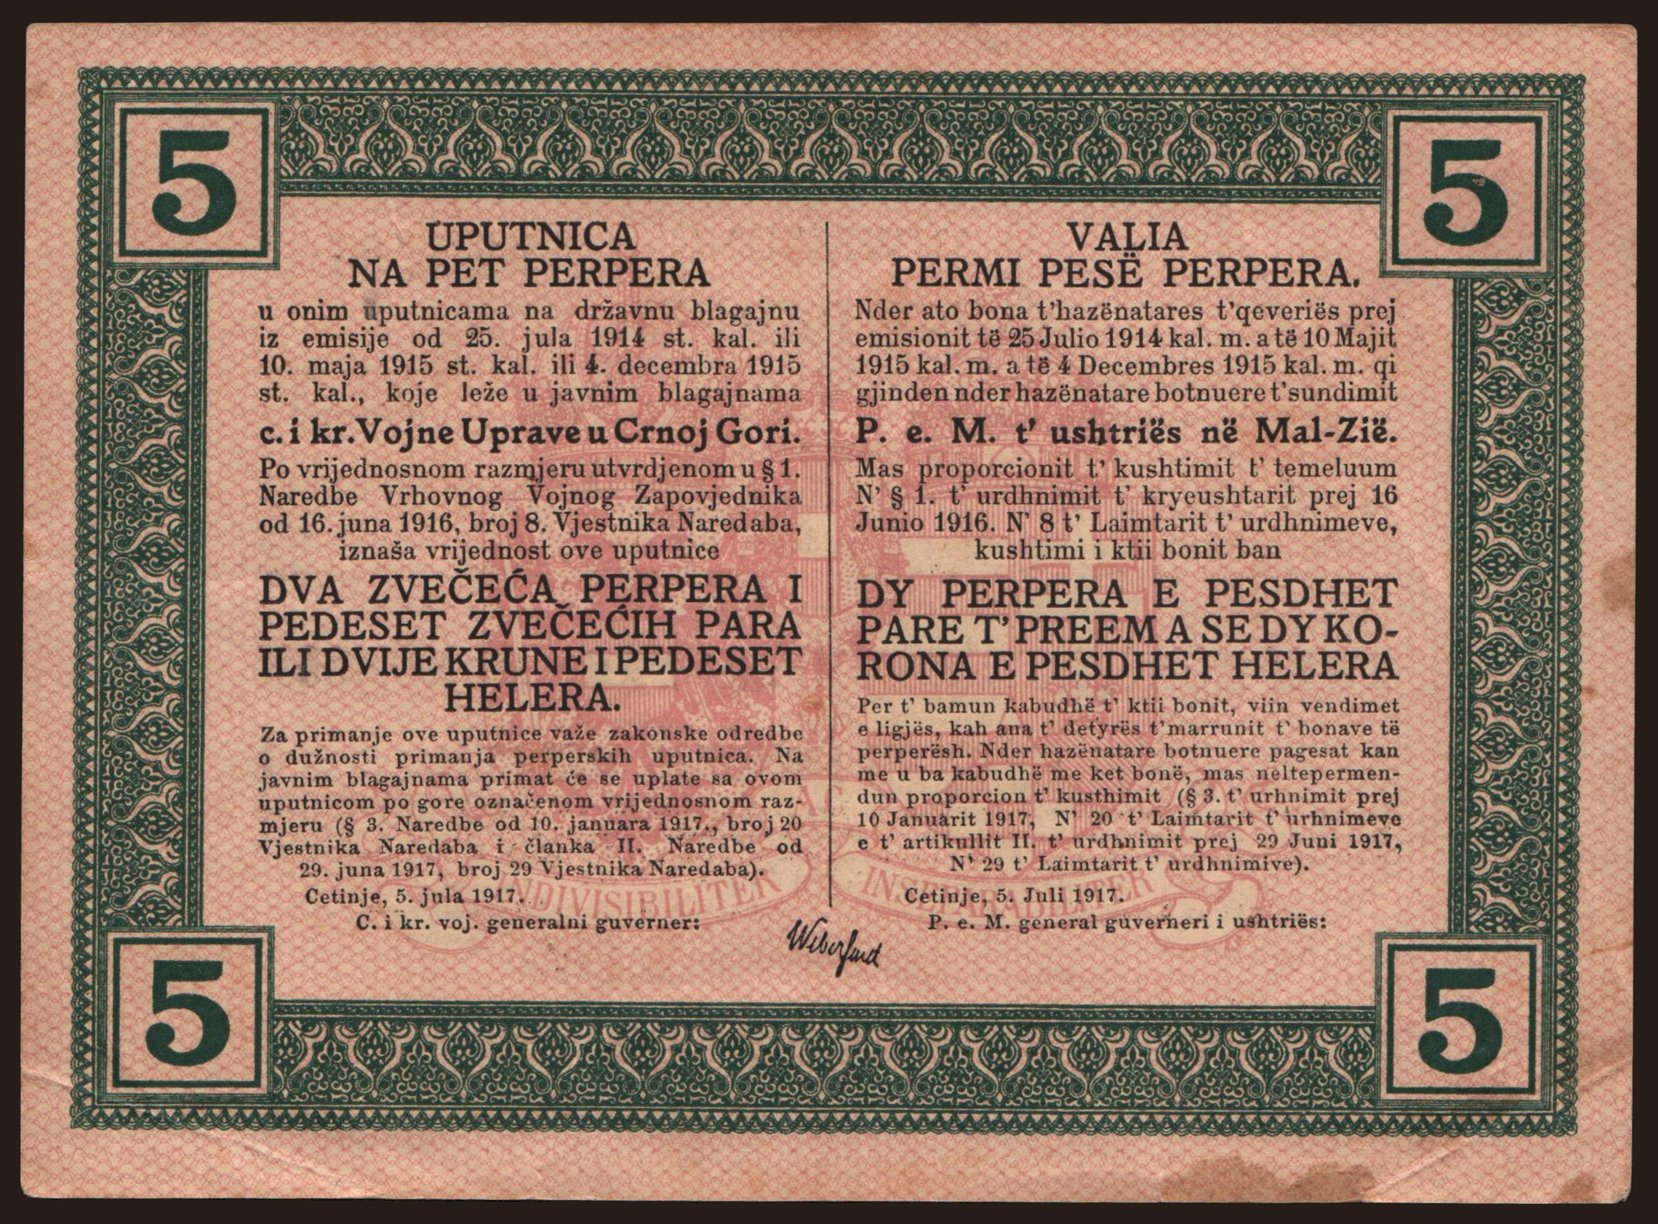 5
5
UPUTNICA
NA PET PERPERA
u onim uputnicama na državnu blagajnu
iz emisije od 25. jula 1914 st. kal. ili
10. maja 1915 st. kal. ili 4. decembra 1915
st. kal., koje leže u javnim blagajnama
c. i kr. Vojne Uprave u Crnoj Gori.
Po vrijednosnom razmjeru utvrdjenom u § 1.
Naredbe Vrhovnog Vojnog Zapovjednika
od 16. juna 1916, broj 8. Vjestnika Naredaba,
iznaša vrijednost ove uputnice
DVA ZVEČEĆA PERPERA I
PEDESET ZVEČEĆIH PARA
ILI DVIJE KRUNE I PEDESET
HELERA.
Za primanje ove uputnice važe zakonske odredbe
o dužnosti primanja perperskih uputnica. Na
javnim blagajnama primat će se uplate sa ovom
uputnicom po gore označenom vrijednosnom raz-
mjeru (§ 3. Naredbe od 10. januara 1917., broj 20
Vjestnika Naredaba i članka II. Naredbe od
29. juna 1917, broj 29 Vjestnika Naredaba).
Cetinje, 5. jula 1917.
C. i kr. voj. generalni guverner:
VALIA
PERMI PESË PERPERA.
Nder ato bona t'hazënatares t'qeveriës prej
emisionit të 25 Julio 1914 kal. m. a të 10 Majit
1915 kal. m. a të 4 Decembres 1915 kal. m. qi
gjinden nder hazënatare botnuere t'sundimit
P. e. M. t' ushtriës në Mal-Zië.
Mas proporcionit t' kushtimit t' temeluum
N' § 1. t' urdhnimit t' kryeushtarit prej 16
Junio 1916. N' 8 t' Laimtarit t' urdhnimeve,
kushtimi i ktii bonit ban
DY PERPERA E PESDHET
PARE T' PREEM A SE DY KO-
RONA E PESDHET HELERA
Per t' bamun kabudhë t' ktii bonit, viin vendimet
e ligjës, kah ana t' detyrës t'marrunit t' bonave të
perperësh. Nder hazënatare botnuere pagesat kan
me u ba kabudhë me ket bonë, mas neltepermen-
dun proporcion t' kusthimit (§ 3. t' urhnimit prej
10 Januarit 1917, N' 20 t' Laimtarit t' urhnimeve
e t' artikullit II. t' urdhnimit prej 29 Juni 1917,
N' 29 t' Laimtarit t' urdhnimive).
Cetinje, 5. Juli 1917.
P. e. M. general guverneri i ushtriës:
INDIVISIBILITER
5
5